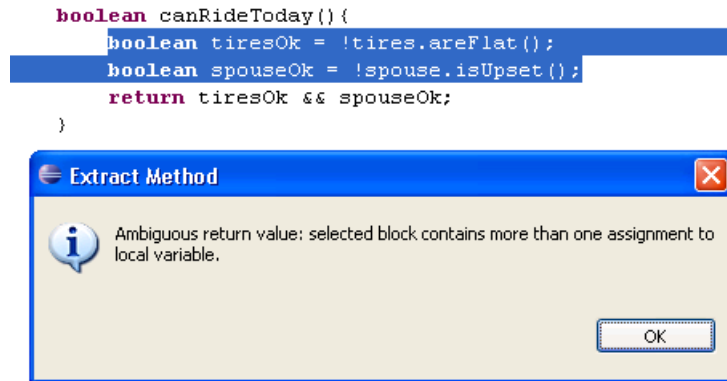 boolean canRideToday(){
boolean tiresOk = !tires.areFlat();
boolean spouseOk = !spouse.isUpset();
return tiresOk && spouseOk;
}
Extract Method
Ambiguous return value: selected block contains more than one assignment to
local variable.
OK